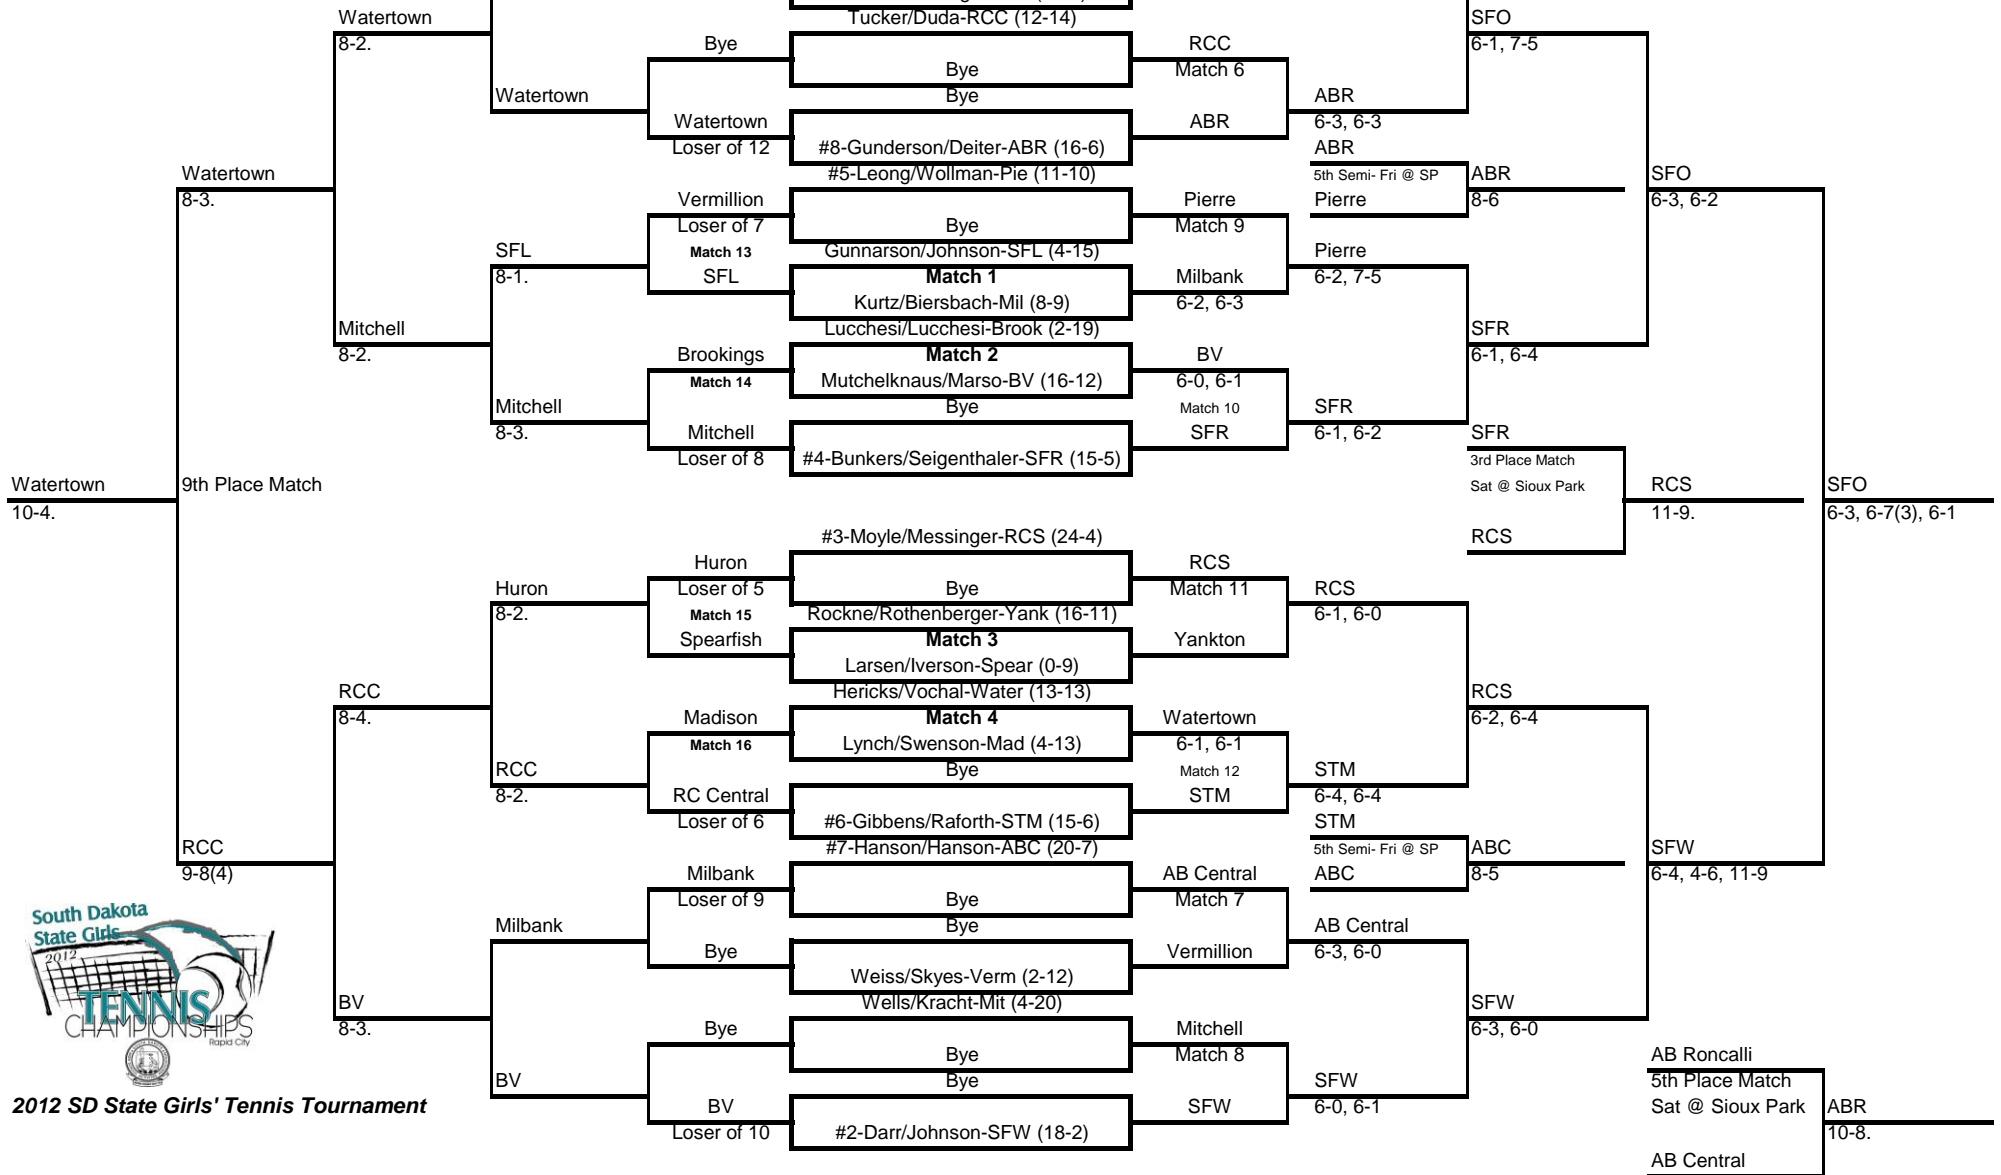 Watertown
8-2.
Tucker/Duda-RCC (12-14)
SFO
6-1, 7-5
Bye
RCC
Bye
Match 6
Watertown
Bye
ABR
Watertown
ABR
6-3, 6-3
Loser of 12
#8-Gunderson/Deiter-ABR (16-6)
ABR
Watertown
#5-Leong/Wollman-Pie (11-10)
5th Semi- Fri @ SP
ABR
SFO
8-3.
Vermillion
Pierre
Pierre
8-6
6-3, 6-2
Loser of 7
Bye
Match 9
SFL
Match 13
Gunnarson/Johnson-SFL (4-15)
Pierre
8-1.
SFL
Match 1
Milbank
6-2, 7-5
Kurtz/Biersbach-Mil (8-9)
6-2, 6-3
Mitchell
Lucchesi/Lucchesi-Brook (2-19)
SFR
8-2.
Brookings
Match 2
BV
6-1, 6-4
Match 14
Mutchelknaus/Marso-BV (16-12)
6-0, 6-1
Mitchell
Bye
Match 10
SFR
8-3.
Mitchell
SFR
6-1, 6-2
SFR
Loser of 8
#4-Bunkers/Seigenthaler-SFR (15-5)
3rd Place Match
Watertown
9th Place Match
Sat @ Sioux Park
RCS
SFO
10-4.
11-9.
6-3, 6-7(3), 6-1
#3-Moyle/Messinger-RCS (24-4)
RCS
Huron
RCS
Huron
Loser of 5
Bye
Match 11
RCS
8-2.
Match 15
Rockne/Rothenberger-Yank (16-11)
6-1, 6-0
Spearfish
Match 3
Yankton
Larsen/Iverson-Spear (0-9)
RCC
Hericks/Vochal-Water (13-13)
RCS
8-4.
Madison
Match 4
Watertown
6-2, 6-4
Match 16
Lynch/Swenson-Mad (4-13)
6-1, 6-1
RCC
Bye
Match 12
STM
8-2.
RC Central
STM
6-4, 6-4
Loser of 6
#6-Gibbens/Raforth-STM (15-6)
STM
RCC
#7-Hanson/Hanson-ABC (20-7)
5th Semi- Fri @ SP
ABC
SFW
9-8(4)
Milbank
AB Central
ABC
8-5
6-4, 4-6, 11-9
Loser of 9
Bye
Match 7
Milbank
Bye
AB Central
Bye
Vermillion
6-3, 6-0
Weiss/Skyes-Verm (2-12)
BV
Wells/Kracht-Mit (4-20)
SFW
8-3.
Bye
Mitchell
6-3, 6-0
Bye
Match 8
AB Roncalli
BV
Bye
SFW
5th Place Match
BV
SFW
6-0, 6-1
Sat @ Sioux Park
ABR
Loser of 10
#2-Darr/Johnson-SFW (18-2)
10-8.
AB Central
South Dakota
State Girls
2012
TENNIS
CHAMPIONSHIPS
Rapid City
2012 SD State Girls' Tennis Tournament